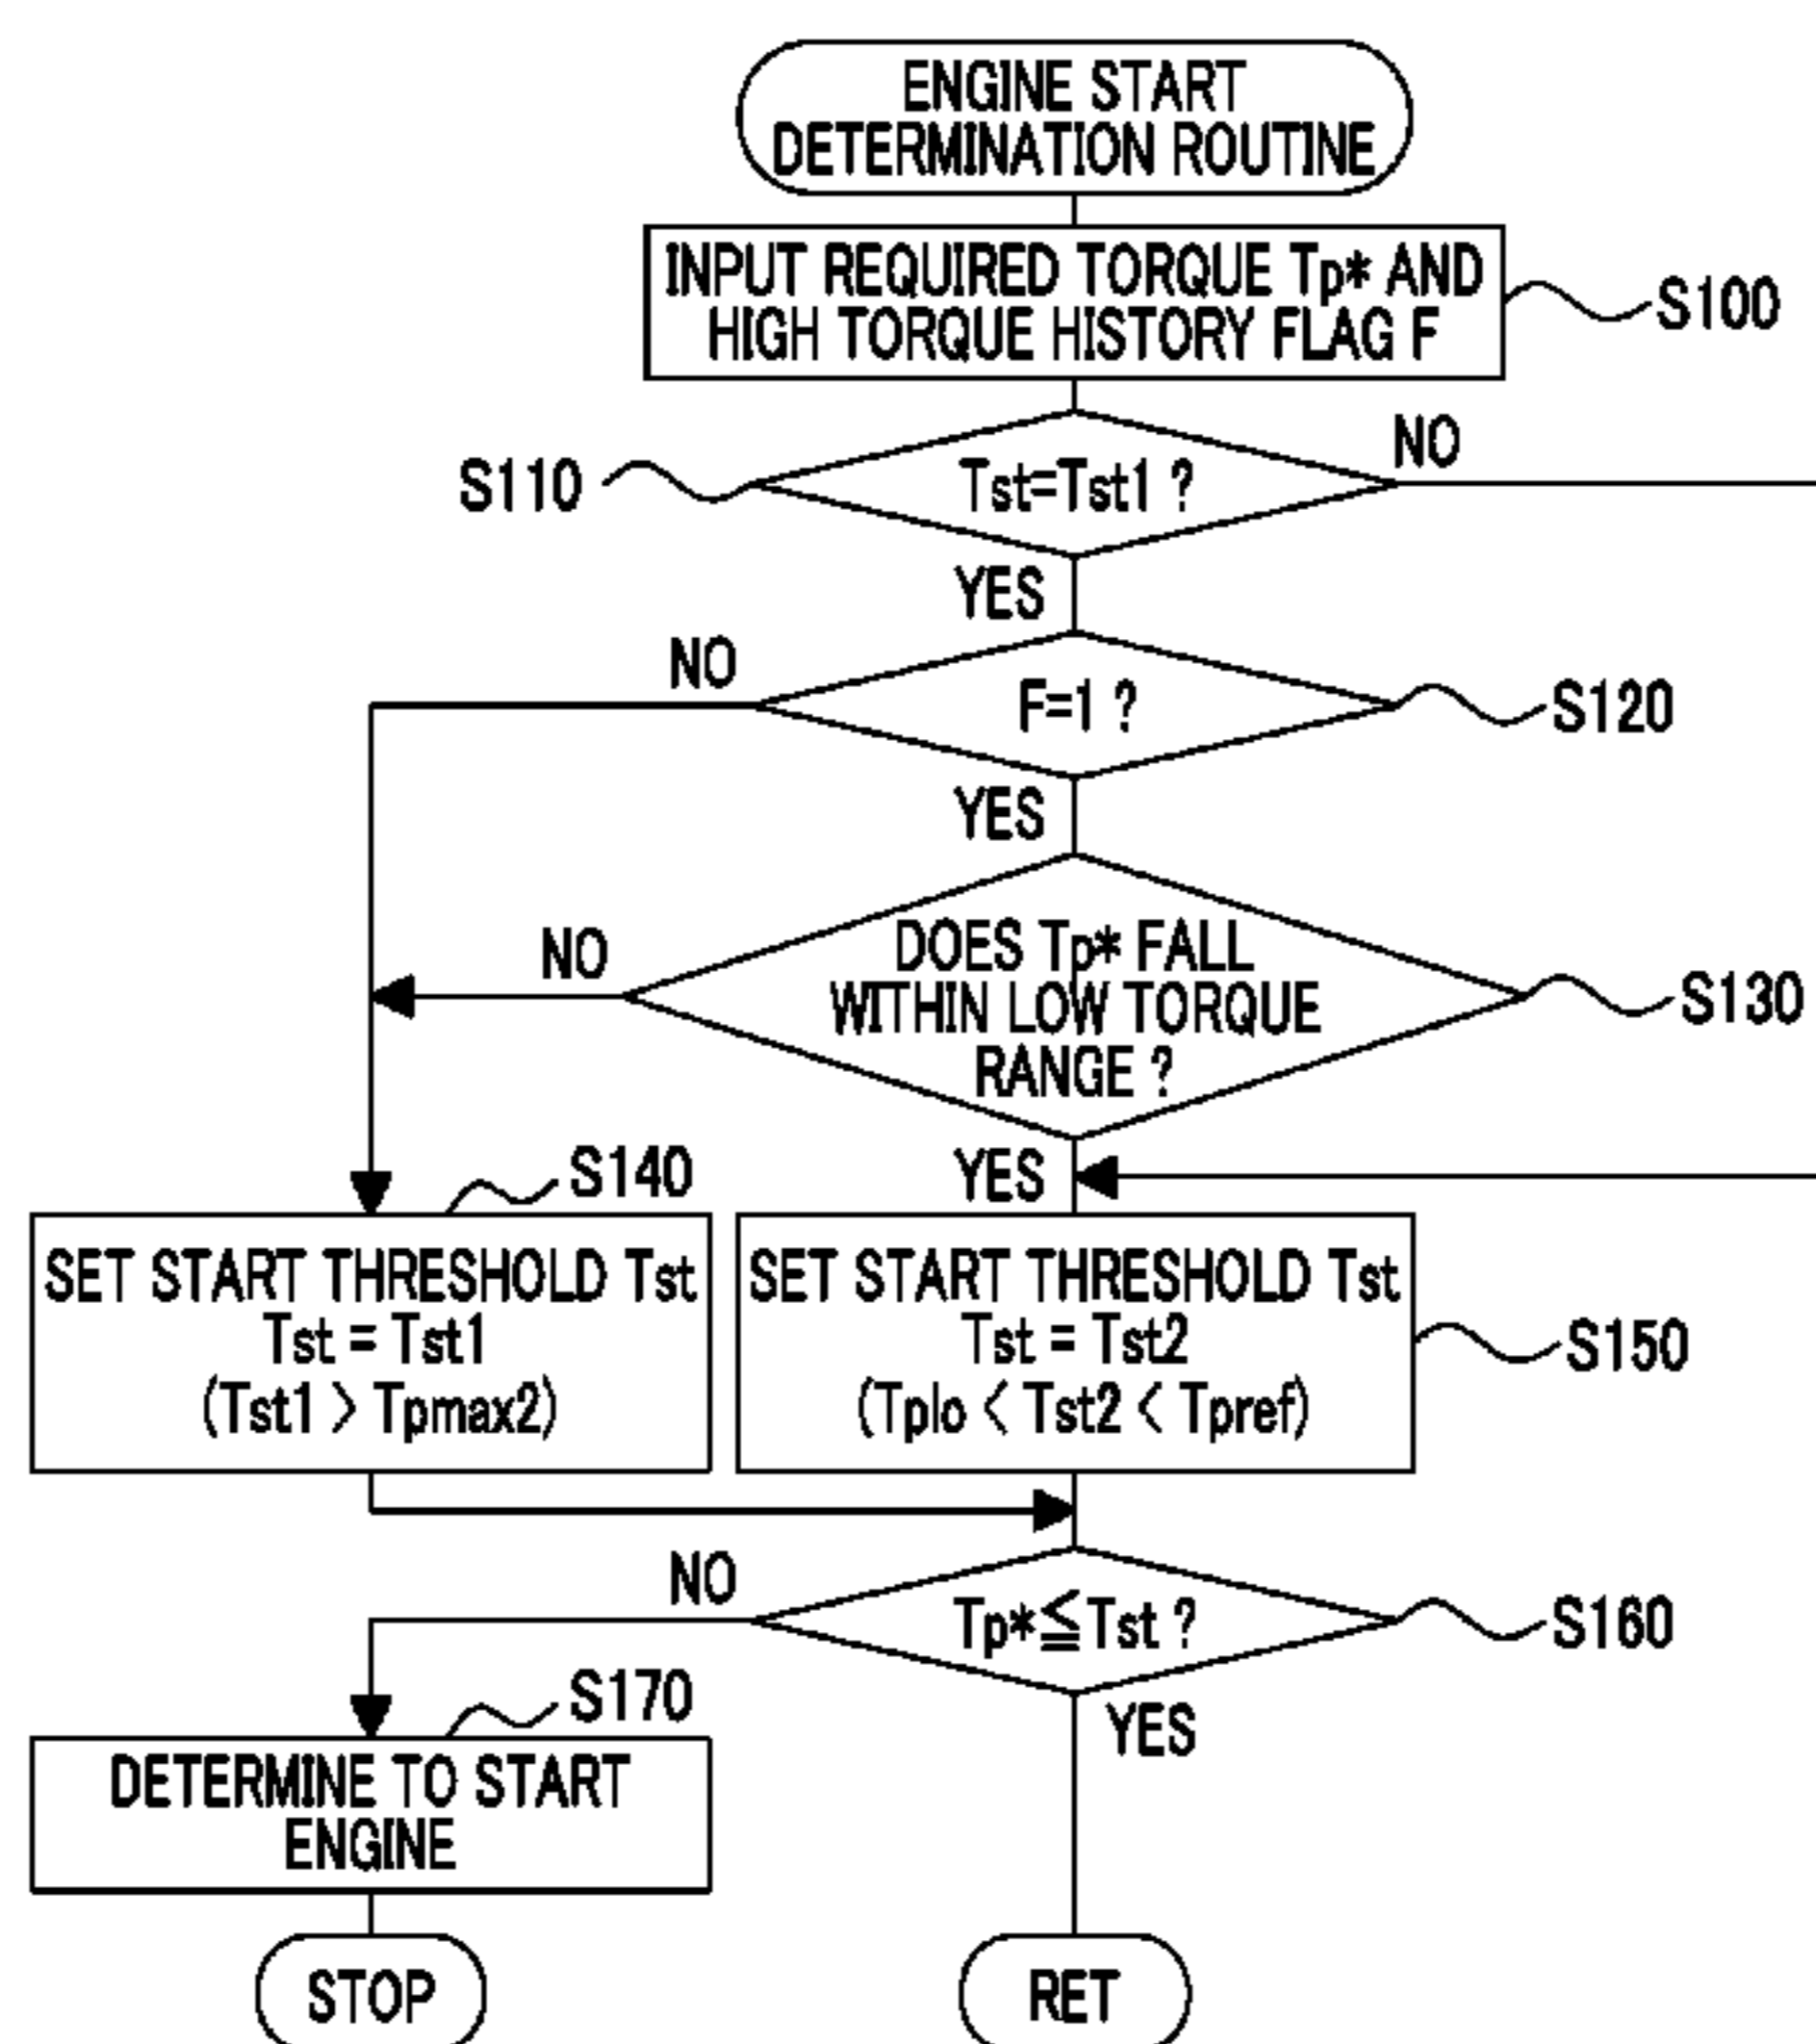 ENGINE START
DETERMINATION ROUTINE
INPUT REQUIRED TORQUE Tp* AND
HIGH TORQUE HISTORY FLAG F
S100
NO
S110
Tst=Tst1 ?
YES
NO
F=1 ?
S120
YES
NO
DOES Tp* FALL
WITHIN LOW TORQUE
RANGE ?
S130
YES
S140
SET START THRESHOLD Tst
Tst = Tst1
(Tst1 > Tpmax2)
SET START THRESHOLD Tst
Tst = Tst2
(Tplo < Tst2 < Tpref)
S150
NO
Tp*≦Tst ?
S160
YES
S170
DETERMINE TO START
ENGINE
STOP
RET